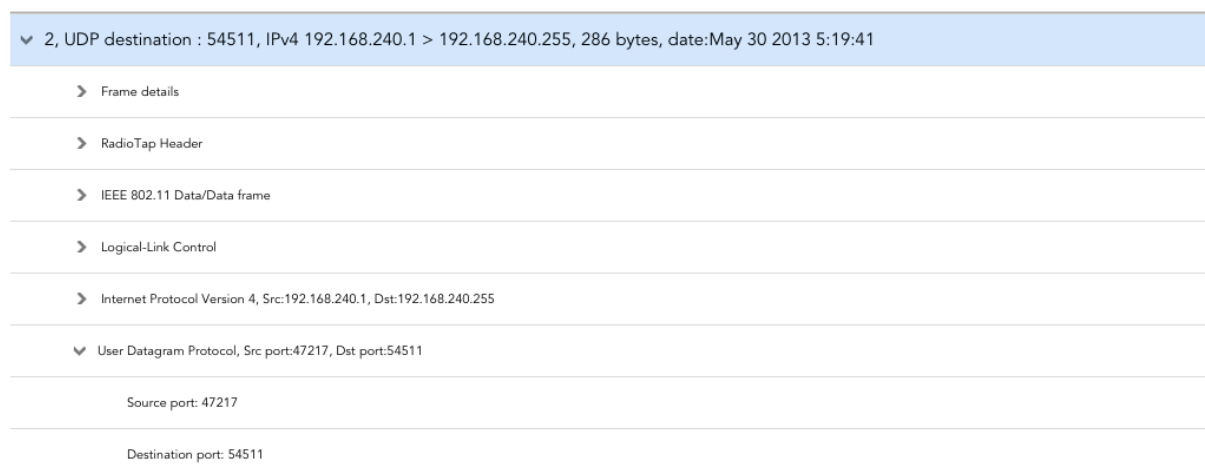 2, UDP destination : 54511, IPv4 192.168.240.1 > 192.168.240.255, 286 bytes, date:May 30 2013 5:19:41
Frame details
RadioTap Header
IEEE 802.11 Data/Data frame
Logical-Link Control
Internet Protocol Version 4, Src:192.168.240.1, Dst:192.168.240.255
User Datagram Protocol, Src port:47217, Dst port:54511
Source port: 47217
Destination port: 54511